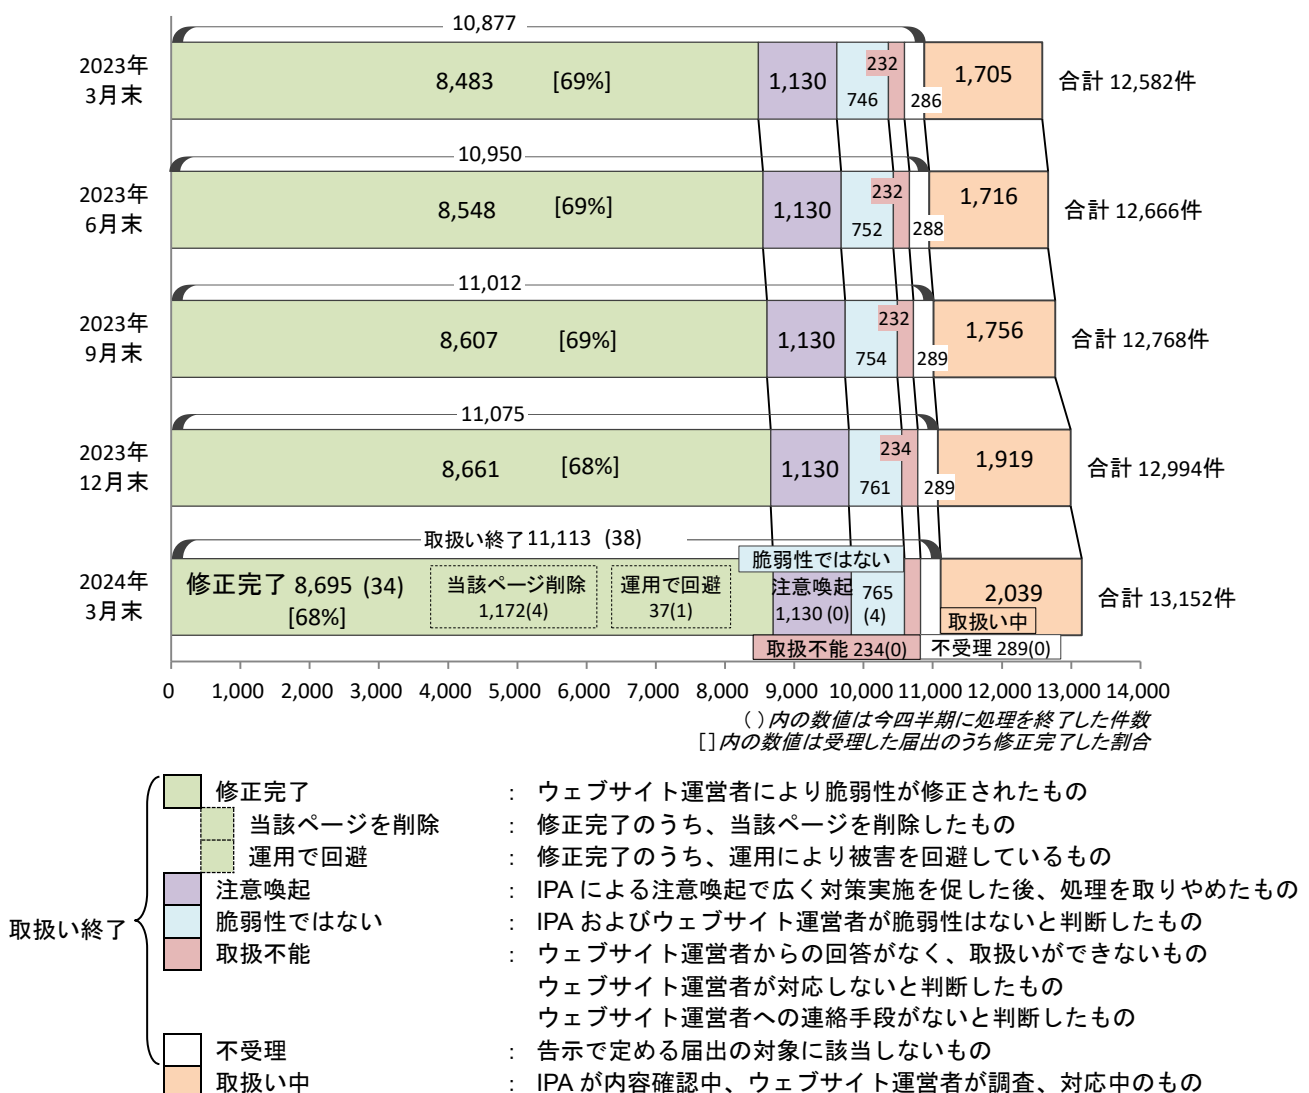 10,877
2023年
3月末
8,483 [69%] 1,130 746 232 286 1,705 合計 12,582件
10,950
2023年
6月末
8,548 [69%] 1,130 752 232 288 1,716 合計 12,666件
11,012
2023年
9月末
8,607 [69%] 1,130 754 232 289 1,756 合計 12,768件
11,075
2023年
12月末
8,661 [68%] 1,130 761 234 289 1,919 合計 12,994件
取扱い終了 11,113 (38)
脆弱性ではない
2024年
3月末
修正完了 8,695 (34)
[68%]
当該ページ削除
1,172(4)
運用で回避
37(1)
注意喚起
1,130 (0)
765
(4)
2,039
取扱い中
合計 13,152件
取扱不能 234(0)
不受理 289(0)
0 1,000 2,000 3,000 4,000 5,000 6,000 7,000 8,000 9,000 10,000 11,000 12,000 13,000 14,000
( )内の数値は今四半期に処理を終了した件数
[ ]内の数値は受理した届出のうち修正完了した割合
取扱い終了
修正完了 : ウェブサイト運営者により脆弱性が修正されたもの
当該ページを削除 : 修正完了のうち、当該ページを削除したもの
運用で回避 : 修正完了のうち、運用により被害を回避しているもの
注意喚起 : IPA による注意喚起で広く対策実施を促した後、処理を取りやめたもの
脆弱性ではない : IPA およびウェブサイト運営者が脆弱性はないと判断したもの
取扱不能 : ウェブサイト運営者からの回答がなく、取扱いができないもの
ウェブサイト運営者が対応しないと判断したもの
ウェブサイト運営者への連絡手段がないと判断したもの
不受理 : 告示で定める届出の対象に該当しないもの
取扱い中 : IPA が内容確認中、ウェブサイト運営者が調査、対応中のもの